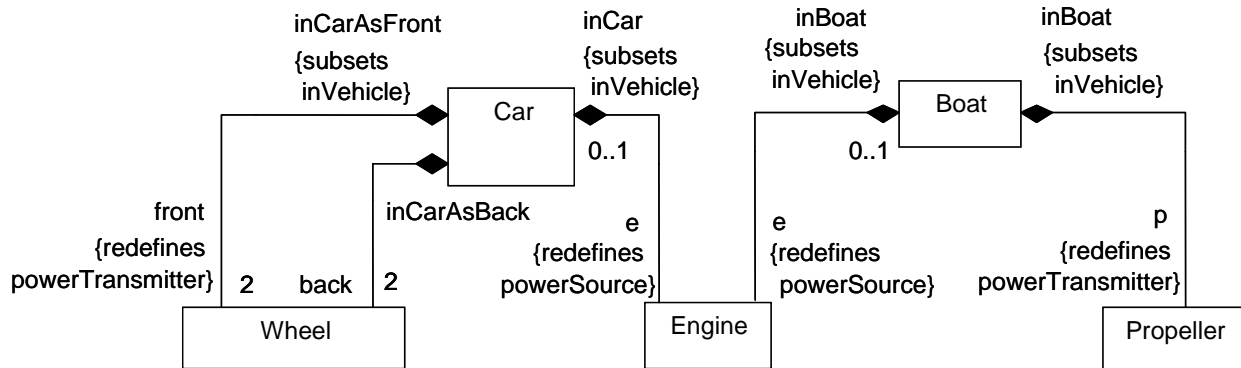 inCarAsFront
{subsets
inVehicle}
inCar
{subsets
inVehicle}
inBoat
{subsets
inVehicle}
inBoat
{subsets
inVehicle}
Car
Boat
0..1
0..1
front
{redefines
powerTransmitter}
2
inCarAsBack
back
2
e
{redefines
powerSource}
e
{redefines
powerSource}
p
{redefines
powerTransmitter}
Wheel
Engine
Propeller